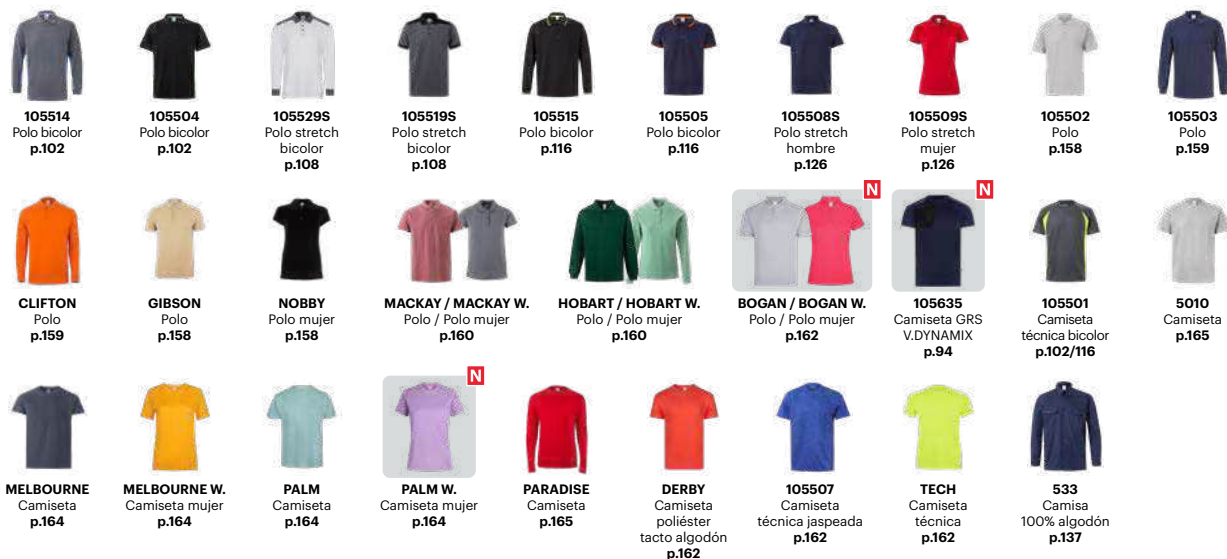 105514
Polo bicolor
p.102
105504
Polo bicolor
p.102
105529S
Polo stretch
bicolor
p.108
105519S
Polo stretch
bicolor
p.108
105515
Polo bicolor
p.116
105505
Polo bicolor
p.116
105508S
Polo stretch
hombre
p.126
105509S
Polo stretch
mujer
p.126
105502
Polo
p.158
105503
Polo
p.159
CLIFTON
Polo
p.159
GIBSON
Polo
p.158
NOBBY
Polo mujer
p.158
MACKAY / MACKAY W.
Polo / Polo mujer
p.160
HOBART / HOBART W.
Polo / Polo mujer
p.160
N
BOGAN / BOGAN W.
Polo / Polo mujer
p.162
N
105635
Camiseta GRS
V.DYNAMIX
p.94
105501
Camiseta
técnica bicolor
p.102/116
5010
Camiseta
p.165
MELBOURNE
Camiseta
p.164
MELBOURNE W.
Camiseta mujer
p.164
PALM
Camiseta
p.164
N
PALM W.
Camiseta mujer
p.164
PARADISE
Camiseta
p.165
DERBY
Camiseta
poliéster
tacto algodón
p.162
105507
Camiseta
técnica jaspeada
p.162
TECH
Camiseta
técnica
p.162
533
Camisa
100% algodón
p.137